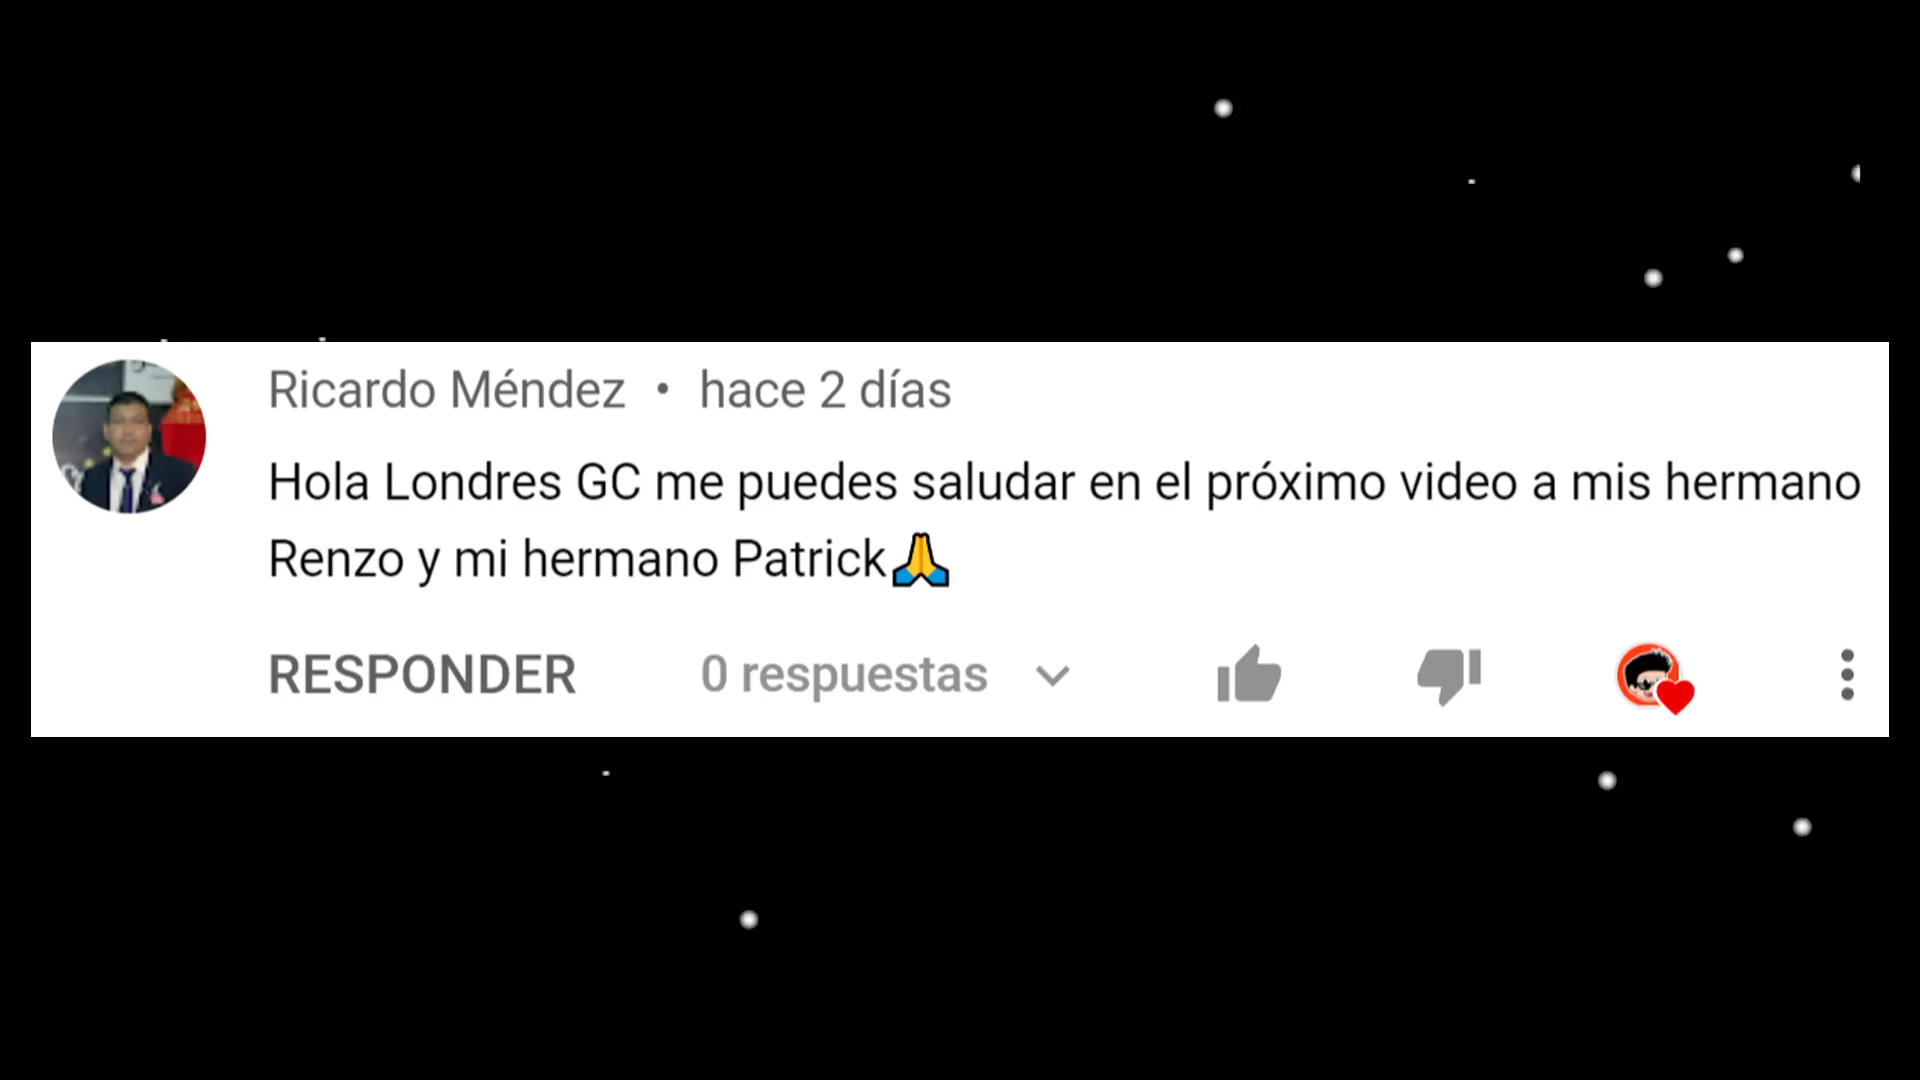 Ricardo Méndez • hace 2 días
Hola Londres GC me puedes saludar en el próximo video a mis hermano
Renzo y mi hermano Patrick🙏
RESPONDER 0 respuestas